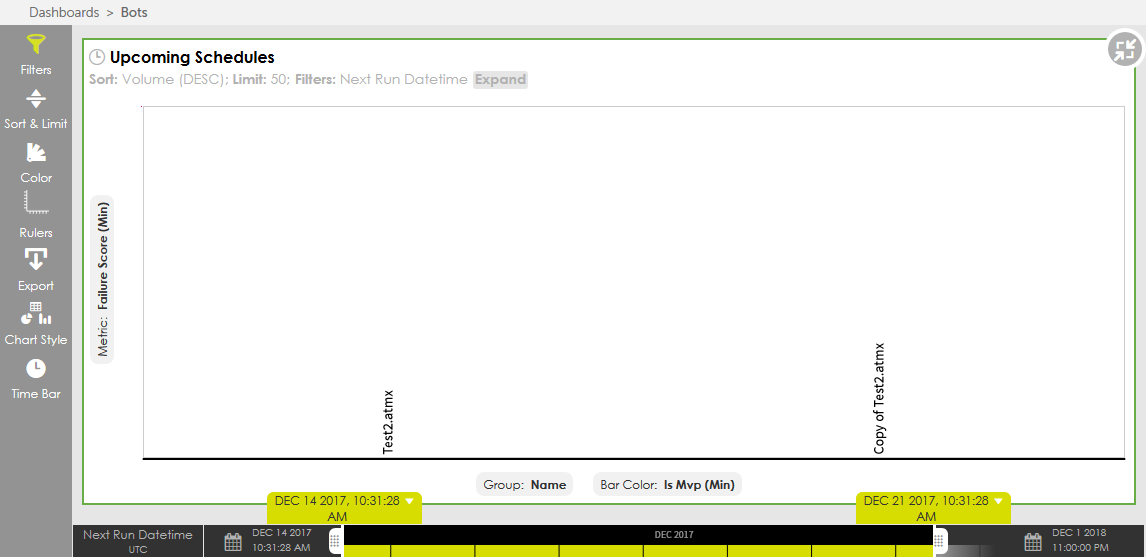 Dashboards > Bots
Filters
Sort & Limit
Color
Rulers
Export
Chart Style
Time Bar
Upcoming Schedules
Sort: Volume (DESC); Limit: 50; Filters: Next Run Datetime Expand
Metric: Failure Score (Min)
Test2.atmx
Copy of Test2.atmx
Group: Name
Bar Color: Is Mvp (Min)
DEC 14 2017, 10:31:28
AM
DEC 21 2017, 10:31:28
AM
Next Run Datetime
UTC
DEC 14 2017
10:31:28 AM
DEC 2017
DEC 1 2018
11:00:00 PM